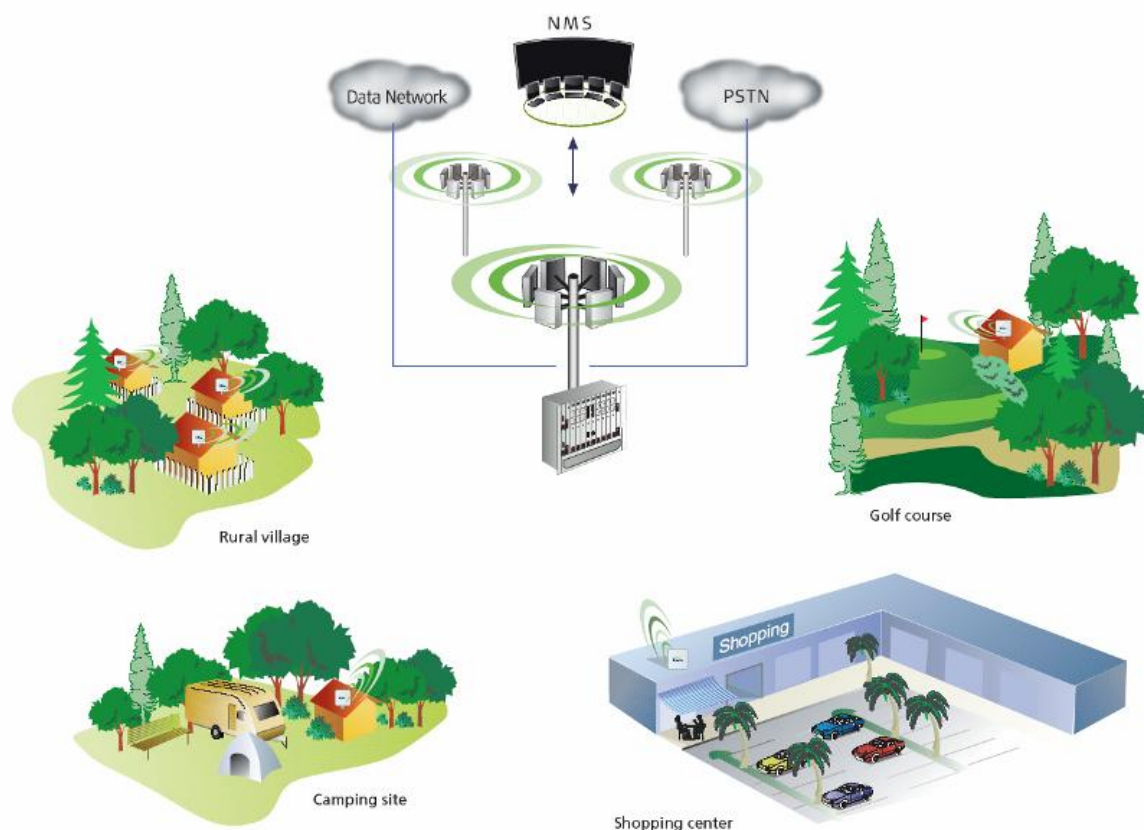 NMS
Data Network
PSTN
Rural village
Golf course
Shopping
Camping site
Shopping center